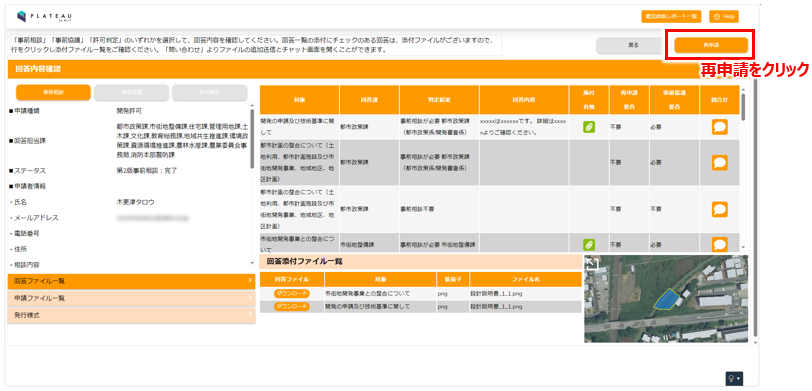 PLATEAU
by MLIT
概況診断レポート一覧
Help
「事前相談」「事前協議」「許可判定」のいずれかを選択して、回答内容を確認してください。回答一覧の添付にチェックのある回答は、添付ファイルがございますので、
行をクリックし添付ファイル一覧をご確認ください。「問い合わせ」よりファイルの追加送信とチャット画面を開くことができます。
戻る
再申請
再申請をクリック
回答内容確認
事前相談
事前協議
許可判定
■申請種類
開発許可
■回答担当課
都市政策課,市街地整備課,住宅課,管理用地課,土
木課,文化課,教育総務課,地域共生推進課,環境政
策課,資源循環推進課,農林水産課,農業委員会事
務局,消防本部警防課
■ステータス
第2版事前相談:完了
■申請者情報
・氏名
木更津タロウ
・メールアドレス
・電話番号
・住所
・相談内容
回答ファイル一覧
申請ファイル一覧
発行様式
対象
回答課
判定結果
回答内容
添付
有無
再申請
要否
事前協議
要否
問合せ
開発の申請及び技術基準に関
して
都市政策課
事前相談が必要 都市政策課
(都市政策係/開発審査係)
xxxxxはxxxxxxです。 詳細はxxxx
xxよりご確認ください。
不要
必要
都市計画の整合について(土
地利用、都市計画施設及び市
街地開発事業、地域地区、地
区計画)
都市政策課
事前相談が必要 都市政策課
(都市政策係/開発審査係)
不要
必要
都市計画の整合について(土
地利用、都市計画施設及び市
街地開発事業、地域地区、地
区計画)
都市政策課
事前相談不要
不要
不要
市街地開発事業との整合につ
いて
市街地整備課
事前相談が必要 市街地整備課
不要
必要
回答添付ファイル一覧
回答ファイル
対象
拡張子
ファイル名
ダウンロード
市街地開発事業との整合について
png
設計説明書_1_1.png
ダウンロード
開発の申請及び技術基準に関して
png
設計説明書_1_1.png